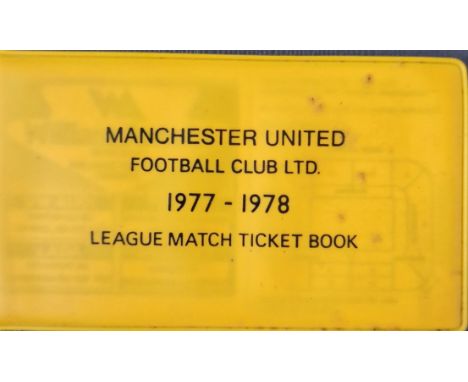 MANCHESTER UNITED
FOOTBALL CLUB LTD.
1977 - 1978
LEAGUE MATCH TICKET BOOK